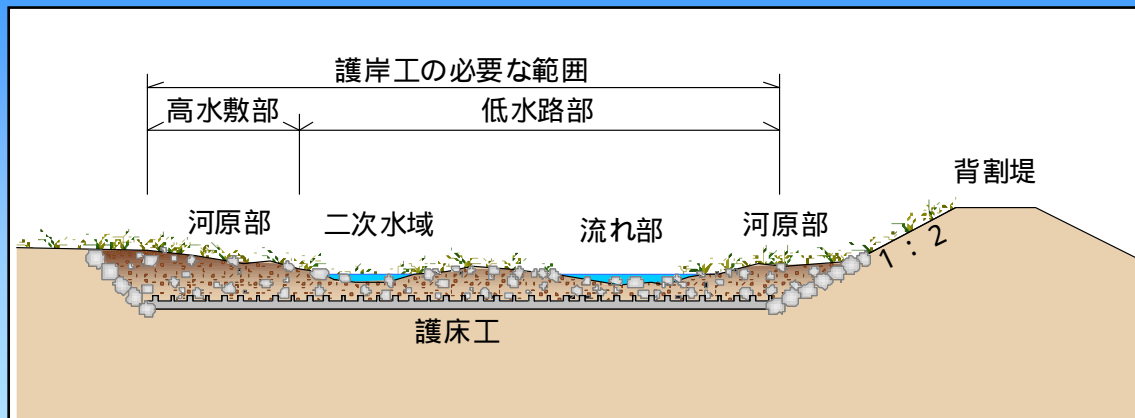 護岸工の必要な範囲
高水敷部
低水路部
背割堤
河原部
二次水域
流れ部
河原部
1:2
護床工